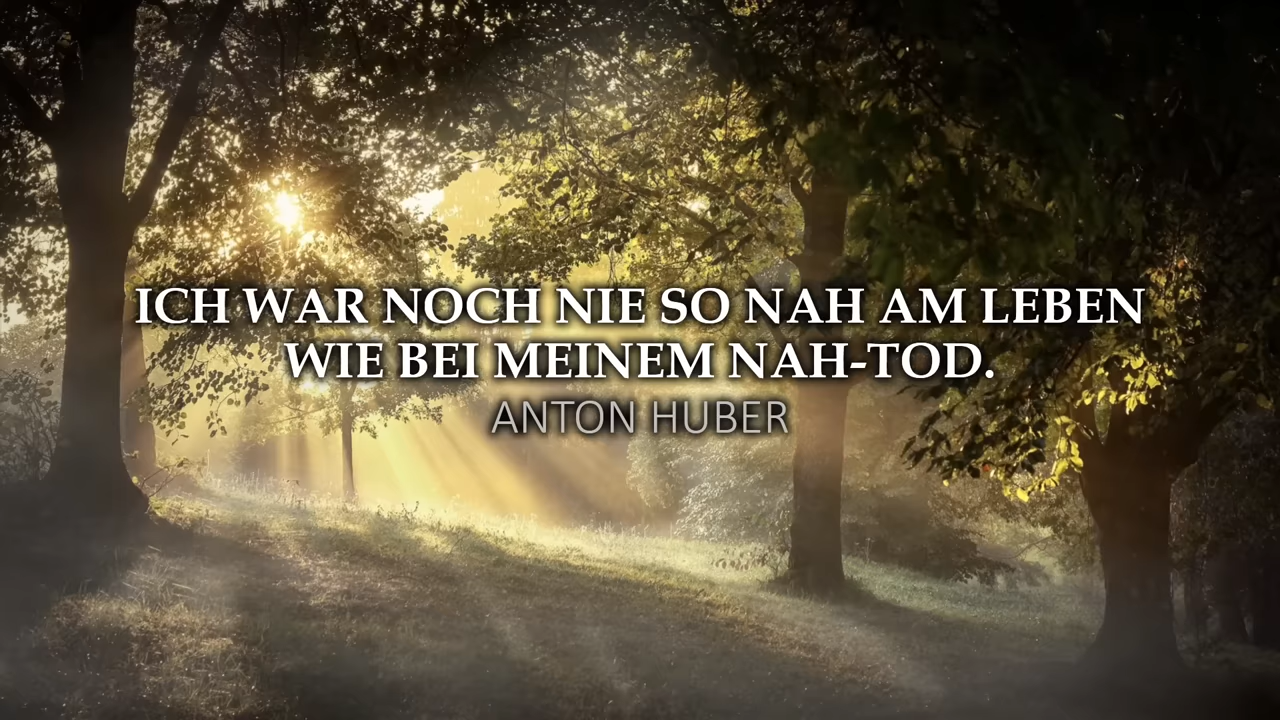 ICH WAR NOCH NIE SO NAH AM LEBEN
WIE BEI MEINEM NAH-TOD.
ANTON HUBER